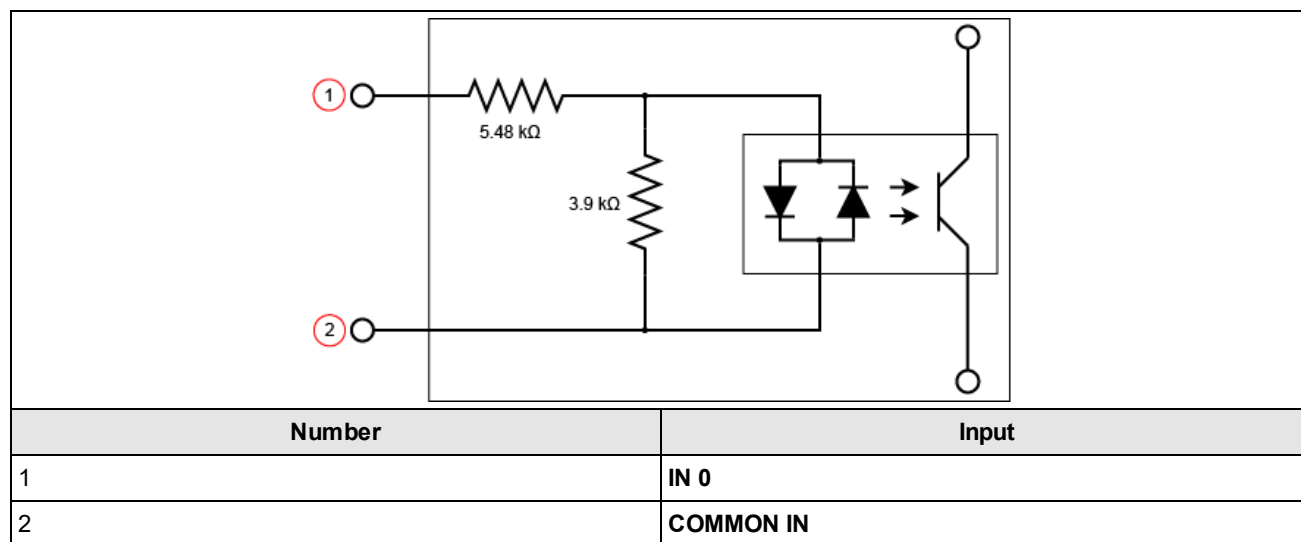 1
5.48 kΩ
3.9 kΩ
2
Number Input
1 IN 0
2 COMMON IN